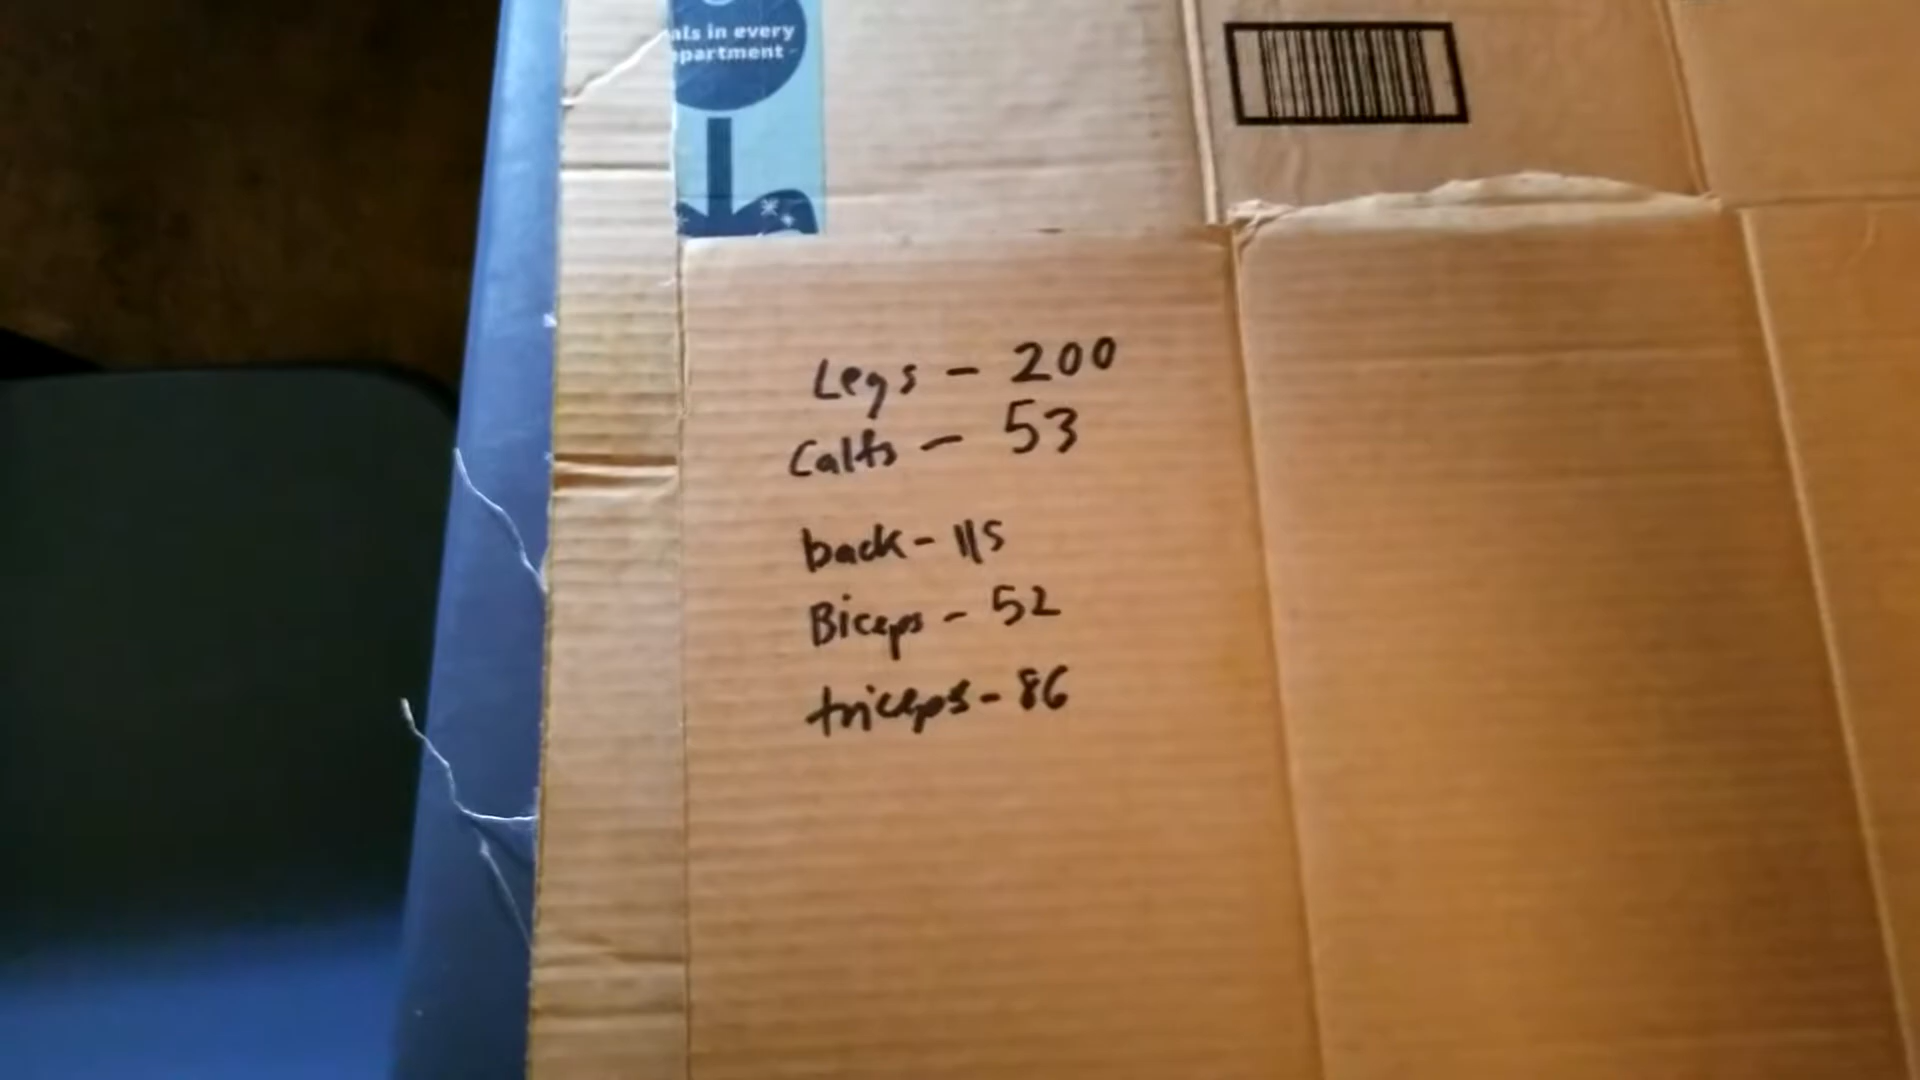 als in every
partment
Legs - 200
Calfs - 53
back - 115
Biceps - 52
triceps - 86